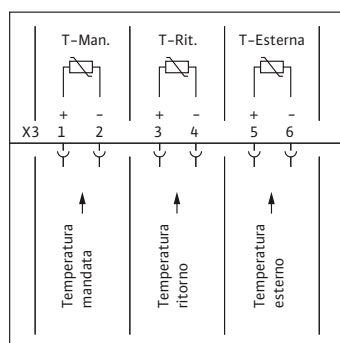 T-Man. T-Rit. T-Esterna
+ - + - + -
X3 1 2 3 4 5 6
Temperatura
mandata
Temperatura
ritorno
Temperatura
esterno